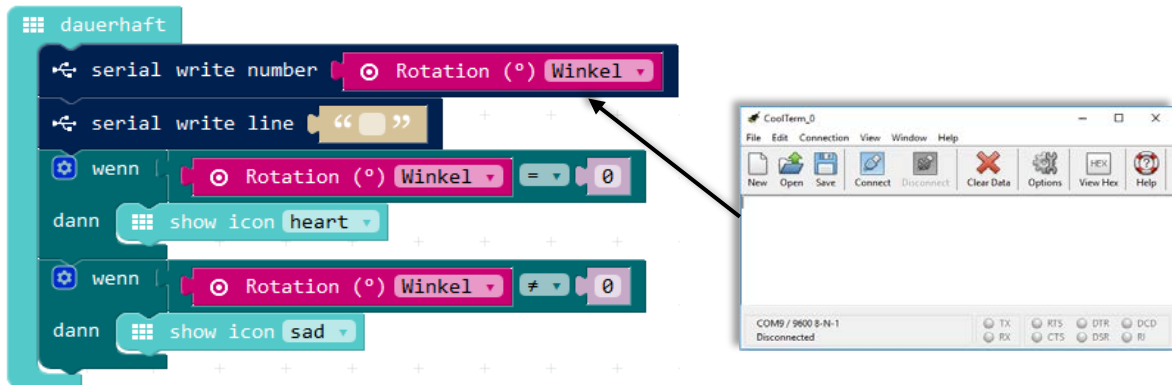 dauerhaft
serial write number Rotation (º) Winkel
serial write line “ ”
wenn Rotation (º) Winkel = 0
dann show icon heart
wenn Rotation (º) Winkel ≠ 0
dann show icon sad
CoolTerm_0
File Edit Connection View Window Help
New Open Save Connect Disconnect Clear Data Options HEX View Hex Help
COM9 / 9600 8-N-1 TX RTS DTR DCD
Disconnected RX CTS DSR RI